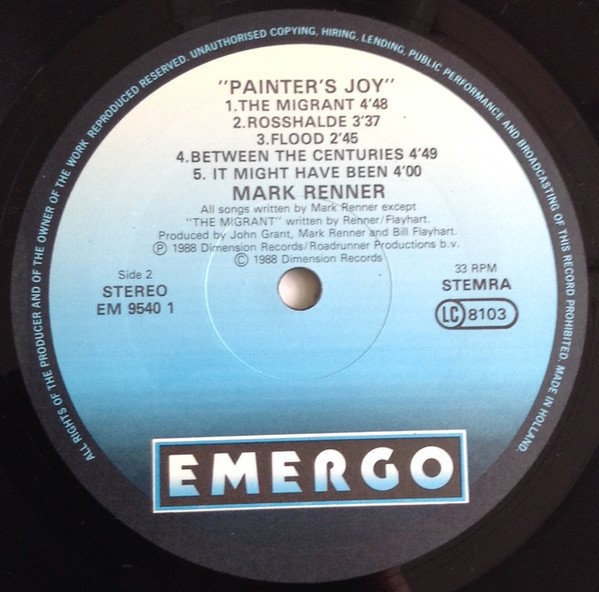 ALL RIGHTS OF THE PRODUCER AND OF THE OWNER OF THE WORK REPRODUCED RESERVED. UNAUTHORISED COPYING, HIRING, LENDING, PUBLIC PERFORMANCE AND BROADCASTING OF THIS RECORD PROHIBITED. MADE IN HOLLAND.
"PAINTER'S JOY"
1.THE MIGRANT 4'48
2.ROSSHALDE 3'37
3.FLOOD 2'45
4.BETWEEN THE CENTURIES 4'49
5. IT MIGHT HAVE BEEN 4'00
MARK RENNER
All songs written by Mark Renner except
"THE MIGRANT" written by Renner/Flayhart.
Produced by John Grant, Mark Renner and Bill Flayhart.
Ⓟ 1988 Dimension Records/Roadrunner Productions b.v.
© 1988 Dimension Records
Side 2
STEREO
EM 9540 1
33 RPM
STEMRA
LC 8103
EMERGO